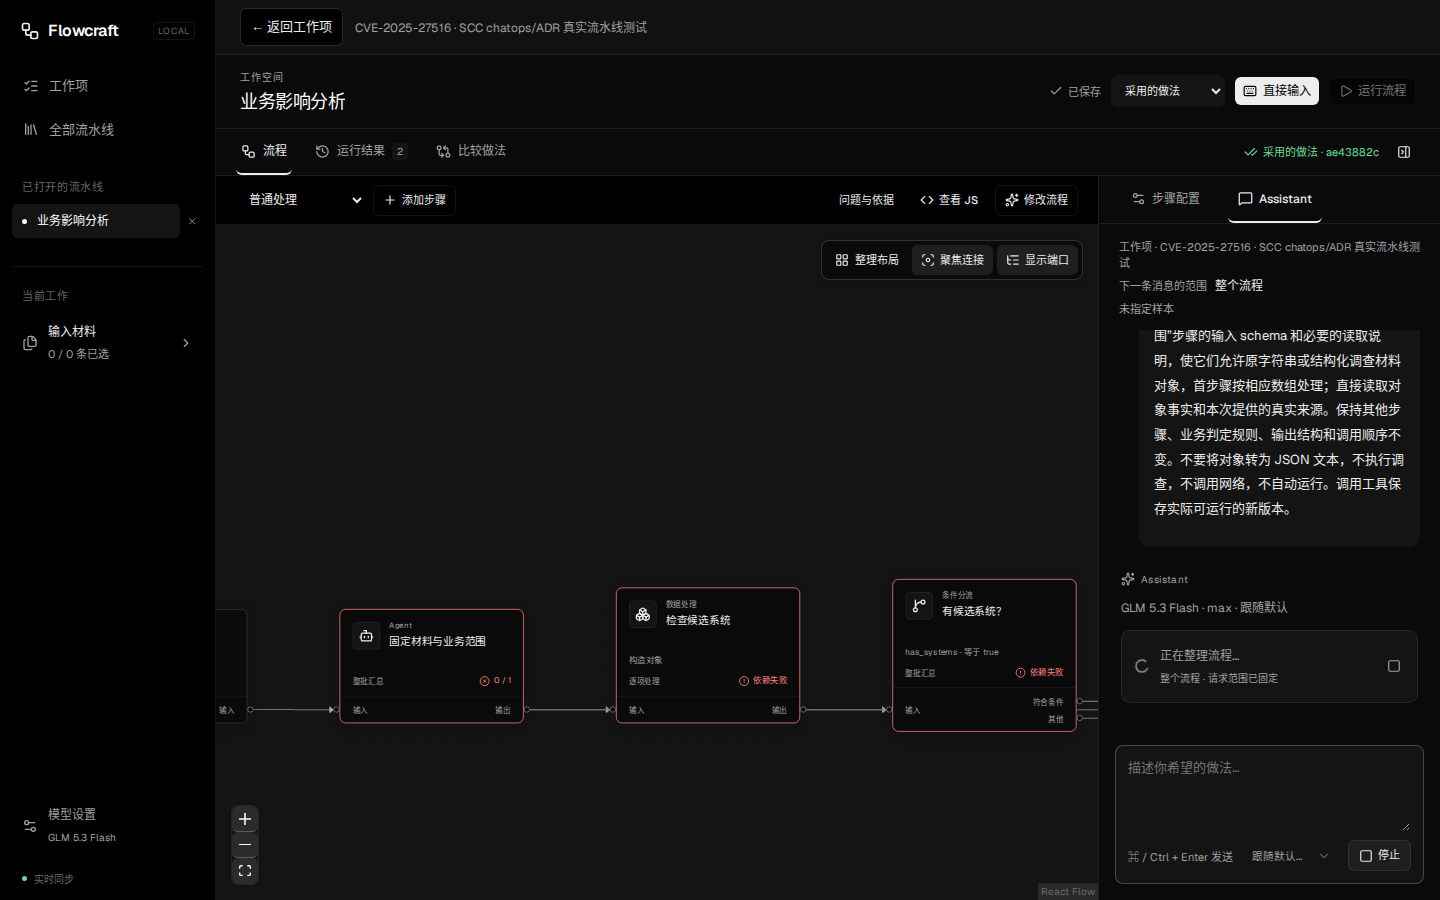 Flowcraft
LOCAL
工作项
全部流水线
已打开的流水线
业务影响分析
当前工作
输入材料
0 / 0 条已选
模型设置
GLM 5.3 Flash
实时同步
← 返回工作项
CVE-2025-27516 · SCC chatops/ADR 真实流水线测试
工作空间
业务影响分析
已保存
采用的做法
直接输入
运行流程
流程
运行结果 2
比较做法
采用的做法 · ae43882c
普通处理
添加步骤
问题与依据
查看 JS
修改流程
整理布局
聚焦连接
显示端口
输入
Agent
固定材料与业务范围
整批汇总
0 / 1
输入
输出
数据处理
检查候选系统
构造对象
逐项处理
依赖失败
输入
输出
条件分流
有候选系统?
has_systems · 等于 true
整批汇总
依赖失败
符合条件
输入
其他
React Flow
步骤配置
Assistant
工作项 · CVE-2025-27516 · SCC chatops/ADR 真实流水线测
试
下一条消息的范围 整个流程
未指定样本
围"步骤的输入 schema 和必要的读取说
明，使它们允许原字符串或结构化调查材料
对象，首步骤按相应数组处理；直接读取对
象事实和本次提供的真实来源。保持其他步
骤、业务判定规则、输出结构和调用顺序不
变。不要将对象转为 JSON 文本，不执行调
查，不调用网络，不自动运行。调用工具保
存实际可运行的新版本。
Assistant
GLM 5.3 Flash · max · 跟随默认
正在整理流程...
整个流程 · 请求范围已固定
描述你希望的做法...
⌘ / Ctrl + Enter 发送
跟随默认...
停止